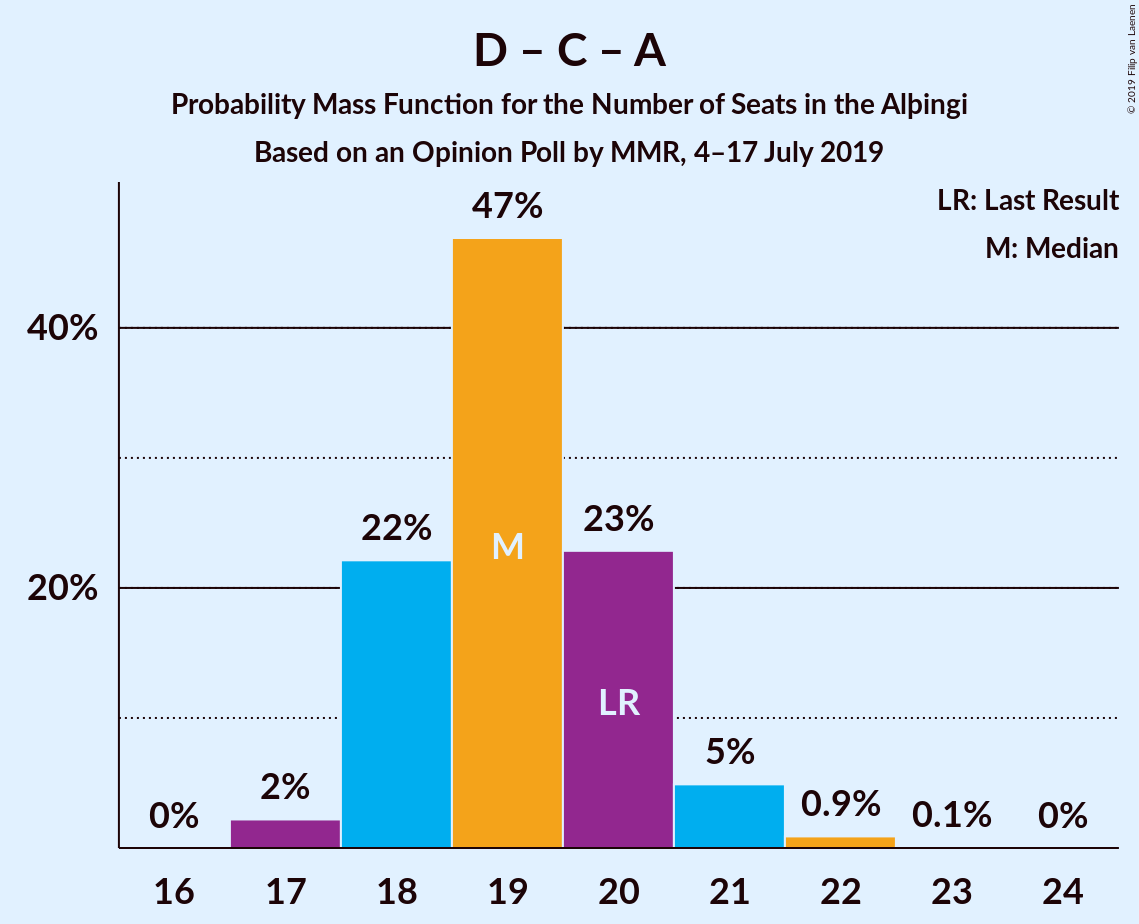 D – C – A
Probability Mass Function for the Number of Seats in the Alþingi
Based on an Opinion Poll by MMR, 4–17 July 2019
© 2019 Filip van Laenen
LR: Last Result
M: Median
47%
40%
22%
M
23%
20%
LR
0%
2%
5%
0.9%
0.1%
0%
16 17 18 19 20 21 22 23 24